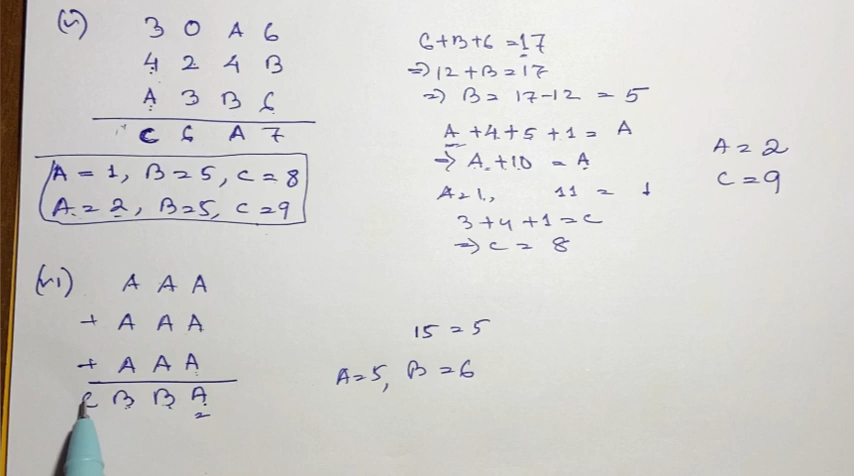 (v) 3 0 A 6
4 2 4 B
A 3 B 6
C 6 A 7
A = 1, B = 5, C = 8
A = 2, B = 5, C = 9
6 + B + 6 = 17
⇒ 12 + B = 17
⇒ B = 17 - 12 = 5
A + 4 + 5 + 1 = A
⇒ A + 10 = A
A = 1, 11 = 1
3 + 4 + 1 = C
⇒ C = 8
A = 2
C = 9
(vi) A A A
+ A A A
+ A A A
C B B A
15 = 5
A = 5, B = 6